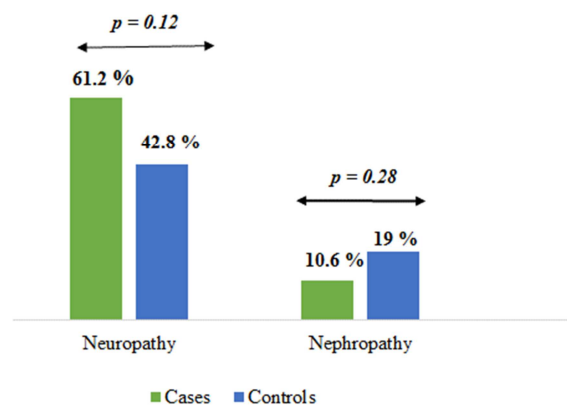 p = 0.12
61.2 %
42.8 %
p = 0.28
10.6 %
19 %
Neuropathy
Nephropathy
Cases
Controls